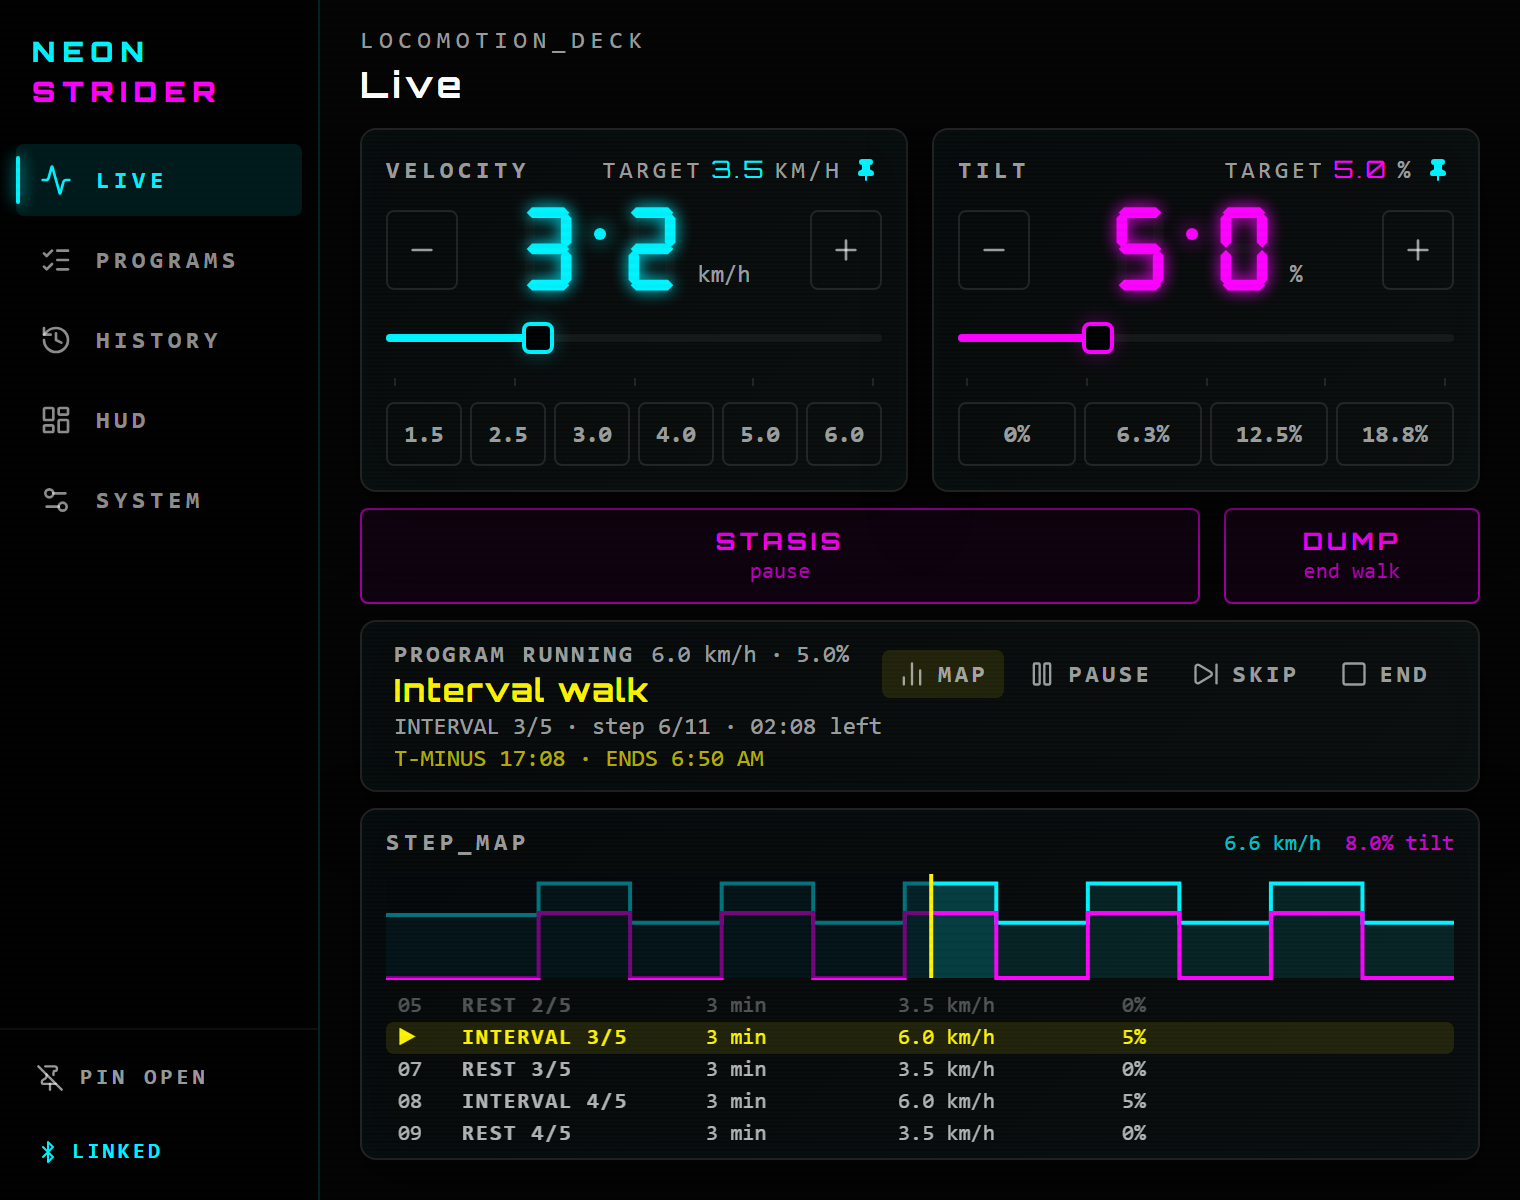 NEON
STRIDER
LIVE
PROGRAMS
HISTORY
HUD
SYSTEM
PIN OPEN
LINKED
LOCOMOTION_DECK
Live
VELOCITY TARGET 3.5 KM/H
− 3.2 km/h +
1.5 2.5 3.0 4.0 5.0 6.0
TILT TARGET 5.0 %
− 5.0 % +
0% 6.3% 12.5% 18.8%
STASIS
pause
DUMP
end walk
PROGRAM RUNNING 6.0 km/h · 5.0%
Interval walk
INTERVAL 3/5 · step 6/11 · 02:08 left
T-MINUS 17:08 · ENDS 6:50 AM
MAP PAUSE SKIP END
STEP_MAP 6.6 km/h 8.0% tilt
05 REST 2/5 3 min 3.5 km/h 0%
INTERVAL 3/5 3 min 6.0 km/h 5%
07 REST 3/5 3 min 3.5 km/h 0%
08 INTERVAL 4/5 3 min 6.0 km/h 5%
09 REST 4/5 3 min 3.5 km/h 0%